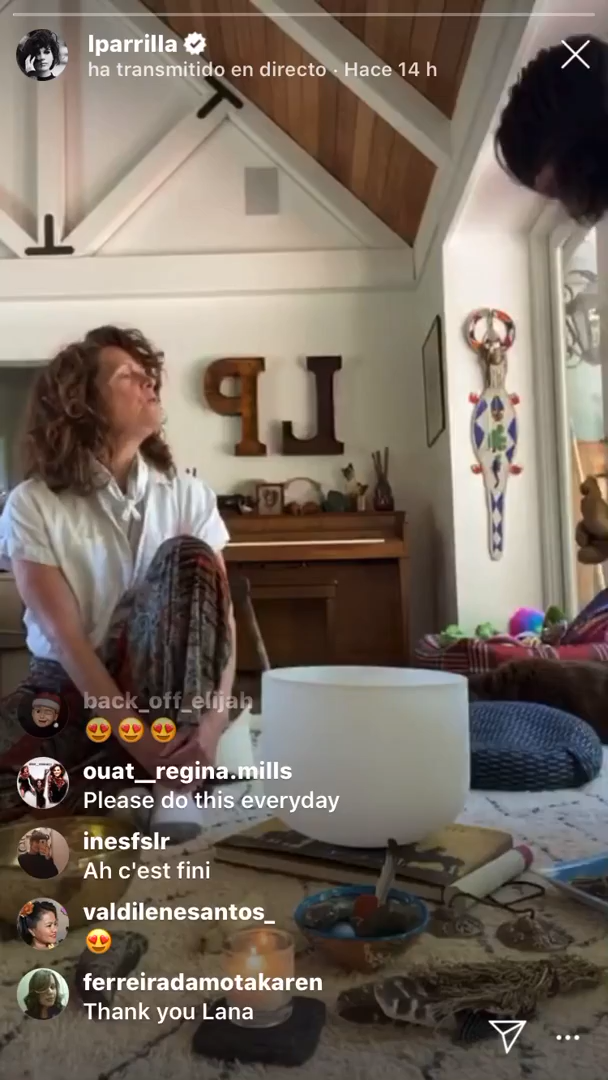 lparrilla
ha transmitido en directo · Hace 14 h
LP
back_off_elijah
😍😍😍
ouat__regina.mills
Please do this everyday
inesfslr
Ah c'est fini
valdilenesantos_
😍
ferreiradamotakaren
Thank you Lana